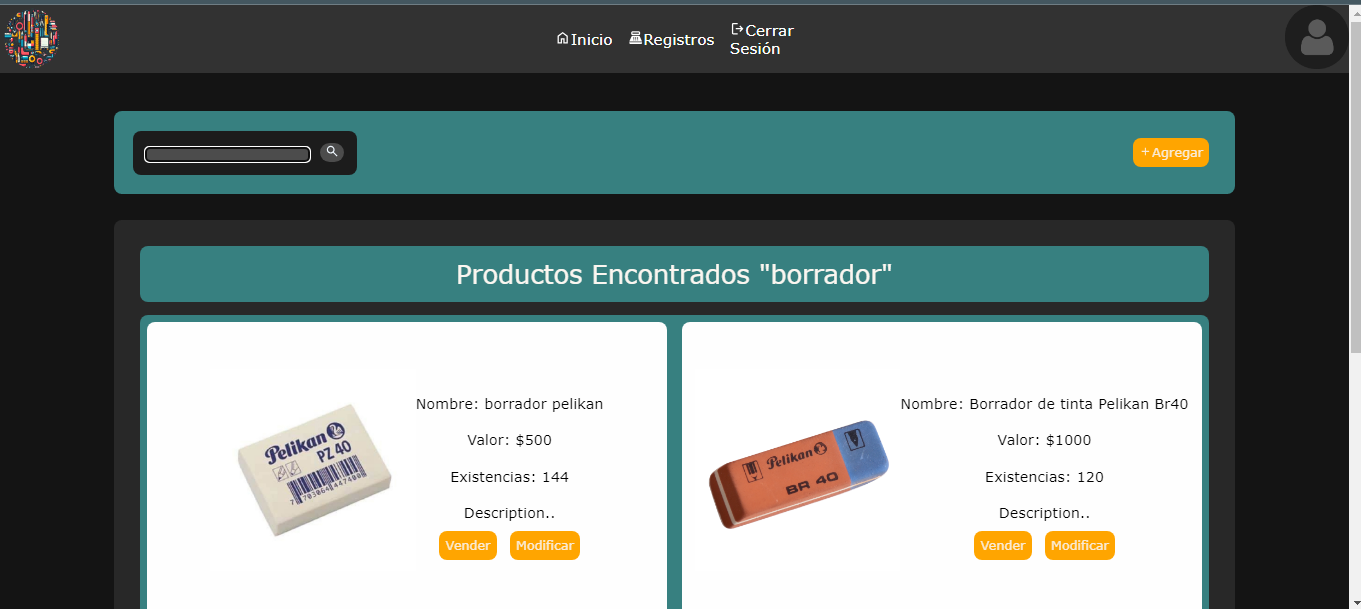 Inicio
Registros
Cerrar
Sesión
+ Agregar
Productos Encontrados "borrador"
Pelikan
PZ 40
Nombre: borrador pelikan
Valor: $500
Existencias: 144
Description..
Vender
Modificar
Pelikan
BR 40
Nombre: Borrador de tinta Pelikan Br40
Valor: $1000
Existencias: 120
Description..
Vender
Modificar